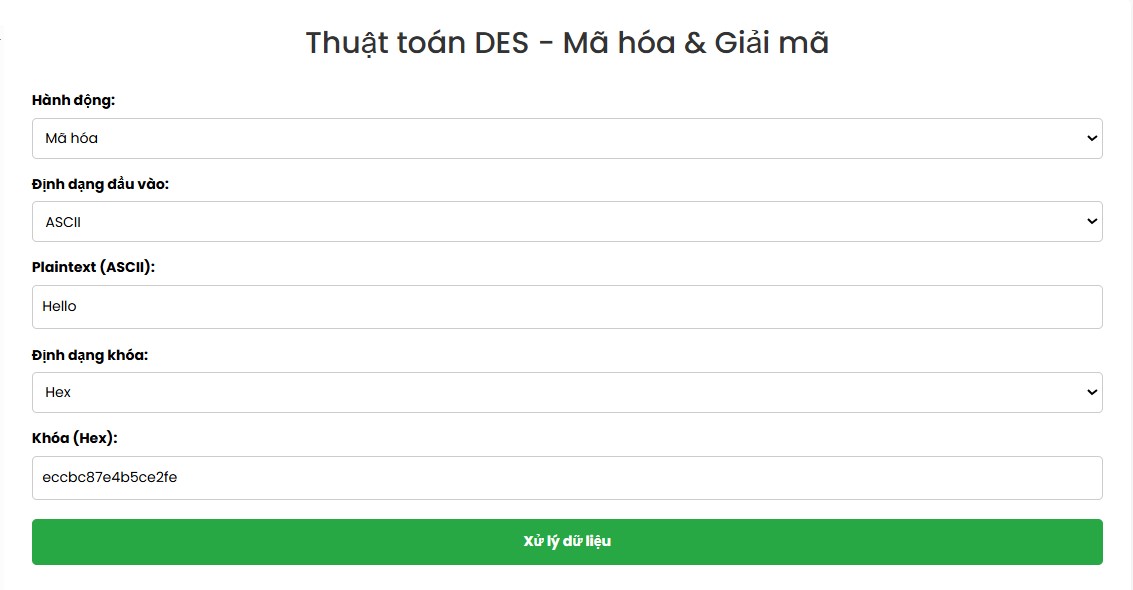 Thuật toán DES - Mã hóa & Giải mã
Hành động:
Mã hóa
Định dạng đầu vào:
ASCII
Plaintext (ASCII):
Hello
Định dạng khóa:
Hex
Khóa (Hex):
eccbc87e4b5ce2fe
Xử lý dữ liệu